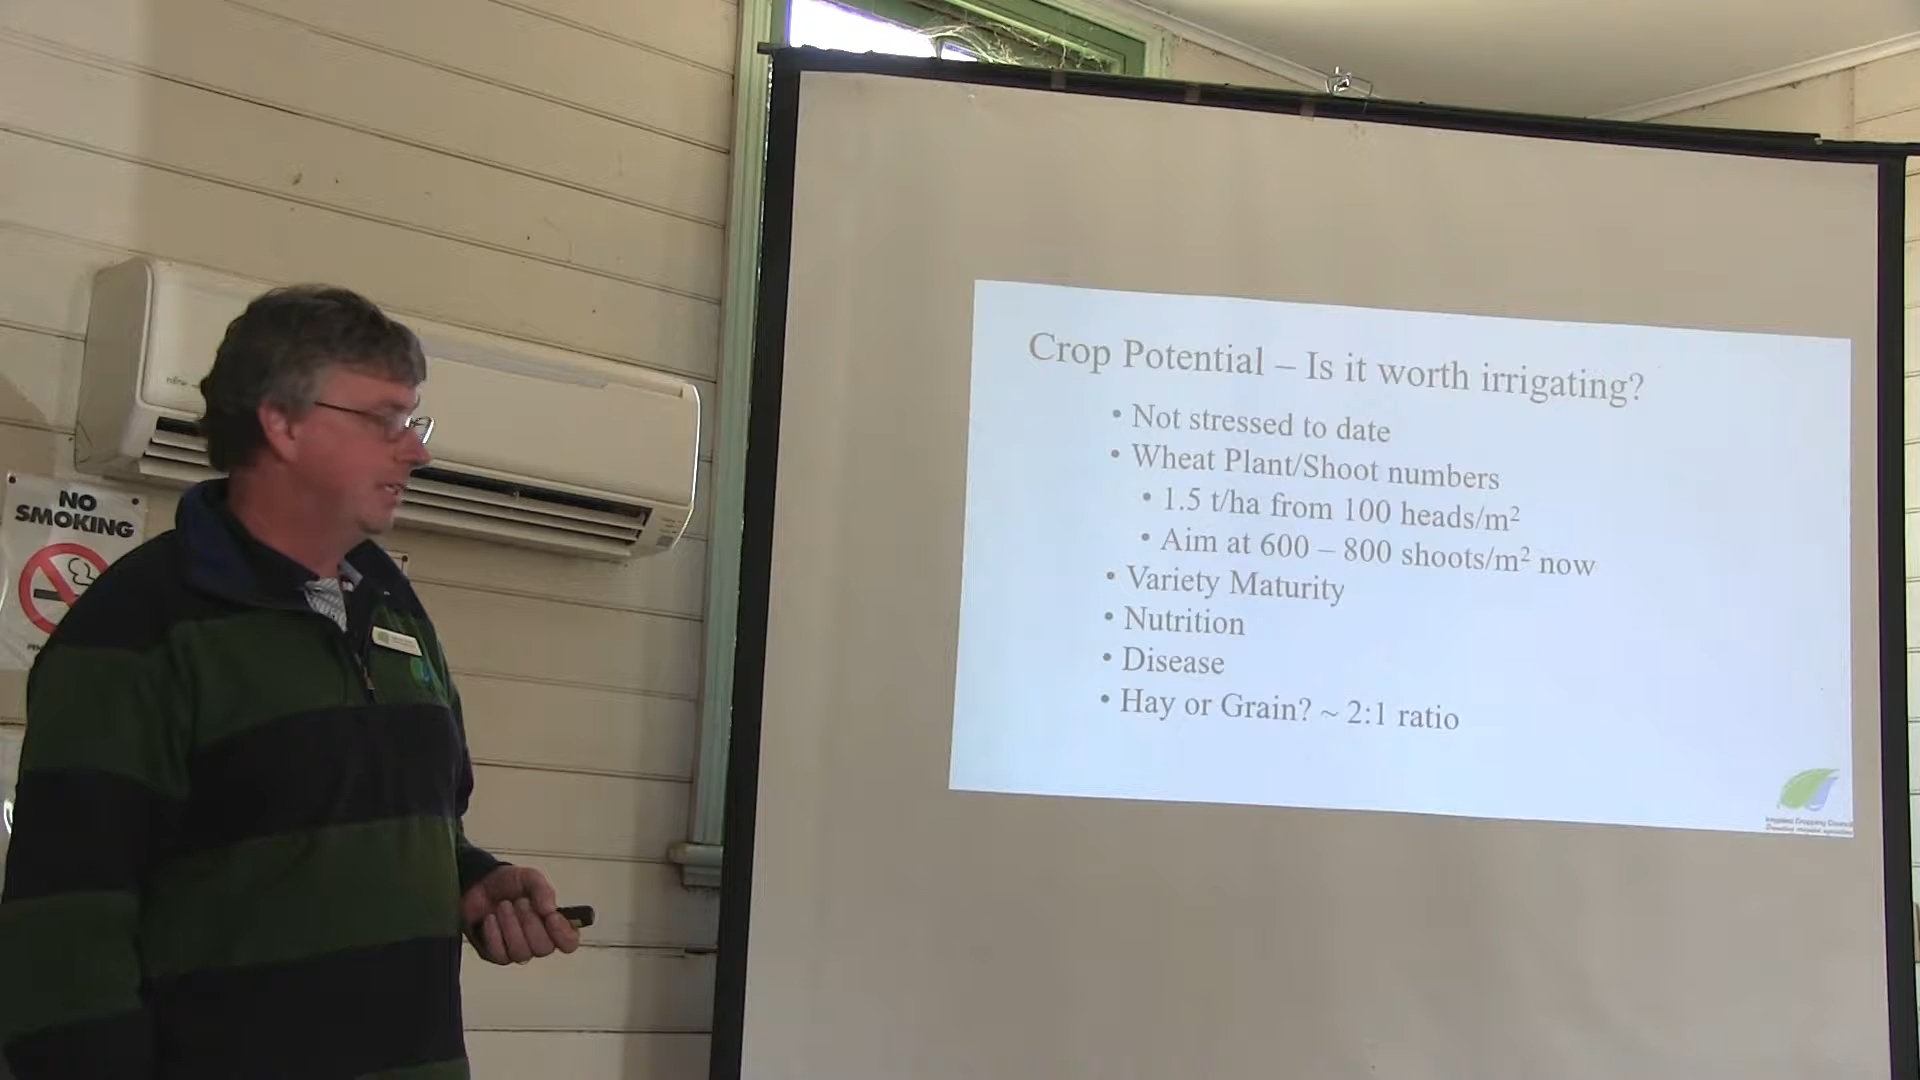 NO
SMOKING
Crop Potential – Is it worth irrigating?
• Not stressed to date
• Wheat Plant/Shoot numbers
• 1.5 t/ha from 100 heads/m²
• Aim at 600 – 800 shoots/m² now
• Variety Maturity
• Nutrition
• Disease
• Hay or Grain? ~ 2:1 ratio
Cropping Council